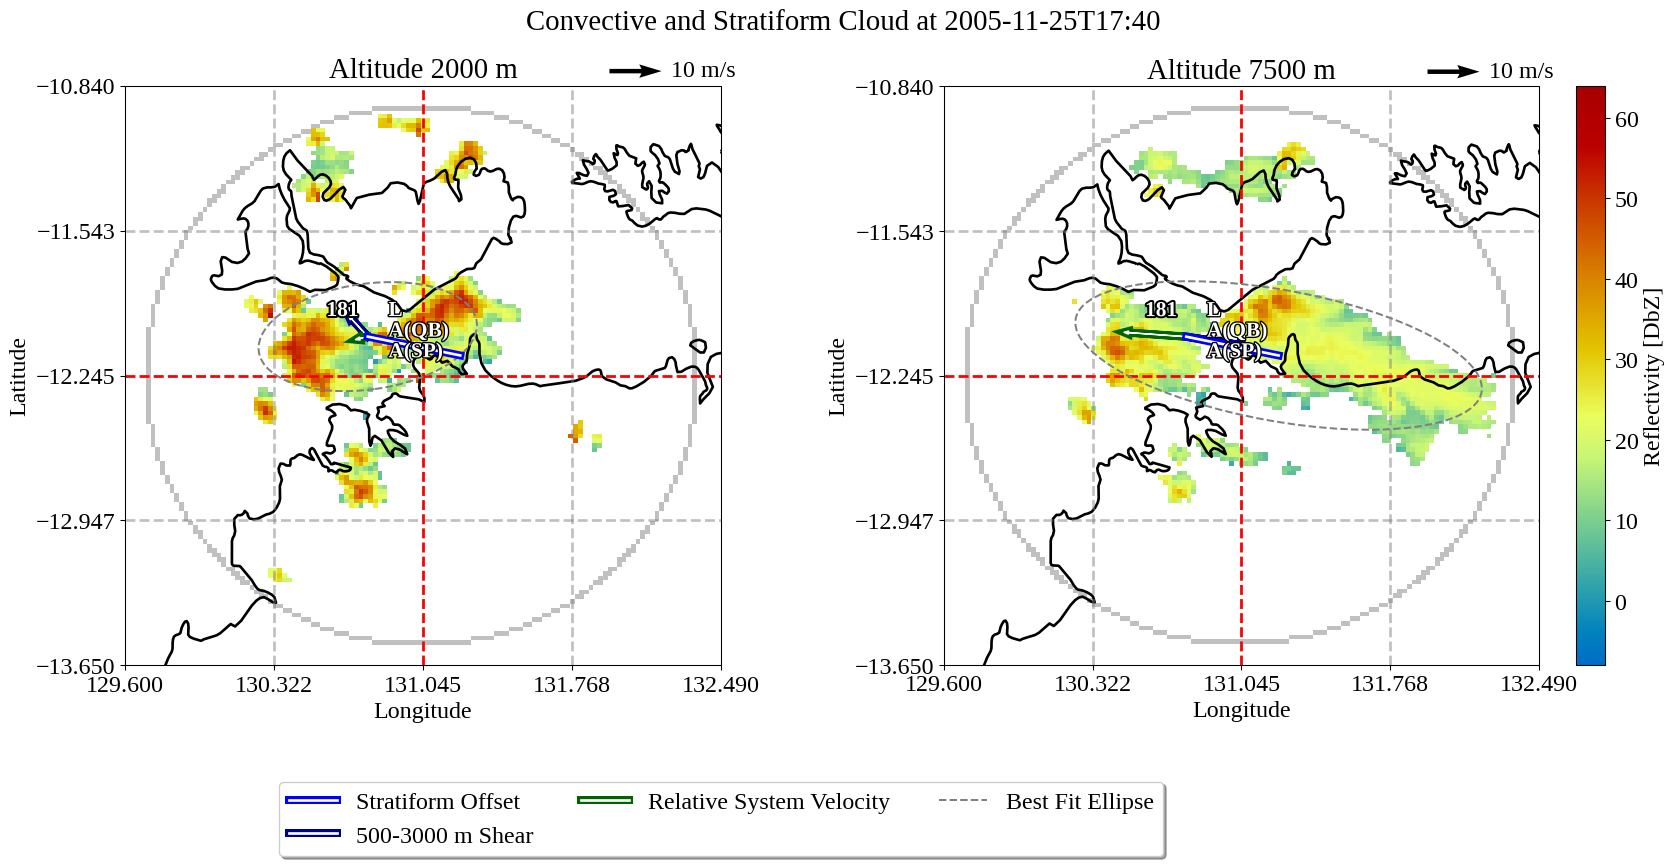 Convective and Stratiform Cloud at 2005-11-25T17:40
Altitude 2000 m
10 m/s
−10.840
−11.543
−12.245
−12.947
−13.650
Latitude
181
L
A(QB)
A(SP)
129.600
130.322
131.045
131.768
132.490
Longitude
Altitude 7500 m
10 m/s
−10.840
−11.543
−12.245
−12.947
−13.650
Latitude
181
L
A(QB)
A(SP)
129.600
130.322
131.045
131.768
132.490
Longitude
60
50
40
30
20
10
0
Reflectivity [DbZ]
Stratiform Offset
Relative System Velocity
Best Fit Ellipse
500-3000 m Shear